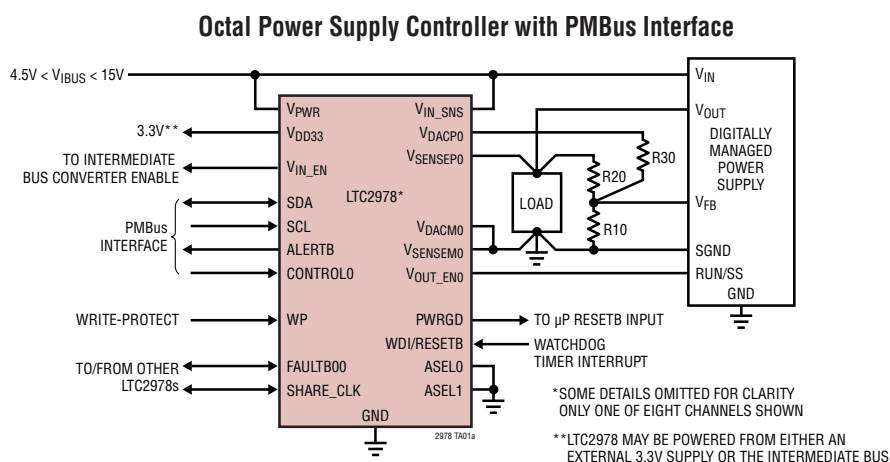 Octal Power Supply Controller with PMBus Interface
4.5V < VIBUS < 15V
3.3V**
TO INTERMEDIATE
BUS CONVERTER ENABLE
PMBus
INTERFACE
WRITE-PROTECT
TO/FROM OTHER
LTC2978s
VPWR
VDD33
VIN_EN
SDA
SCL
ALERTB
CONTROL0
WP
FAULTB00
SHARE_CLK
GND
LTC2978*
VIN_SNS
VDACP0
VSENSEP0
VDACM0
VSENSEM0
VOUT_EN0
PWRGD
WDI/RESETB
ASEL0
ASEL1
2978 TA01a
LOAD
R20
R30
R10
VIN
VOUT
DIGITALLY
MANAGED
POWER
SUPPLY
VFB
SGND
RUN/SS
GND
TO µP RESETB INPUT
WATCHDOG
TIMER INTERRUPT
*SOME DETAILS OMITTED FOR CLARITY
ONLY ONE OF EIGHT CHANNELS SHOWN
**LTC2978 MAY BE POWERED FROM EITHER AN
EXTERNAL 3.3V SUPPLY OR THE INTERMEDIATE BUS